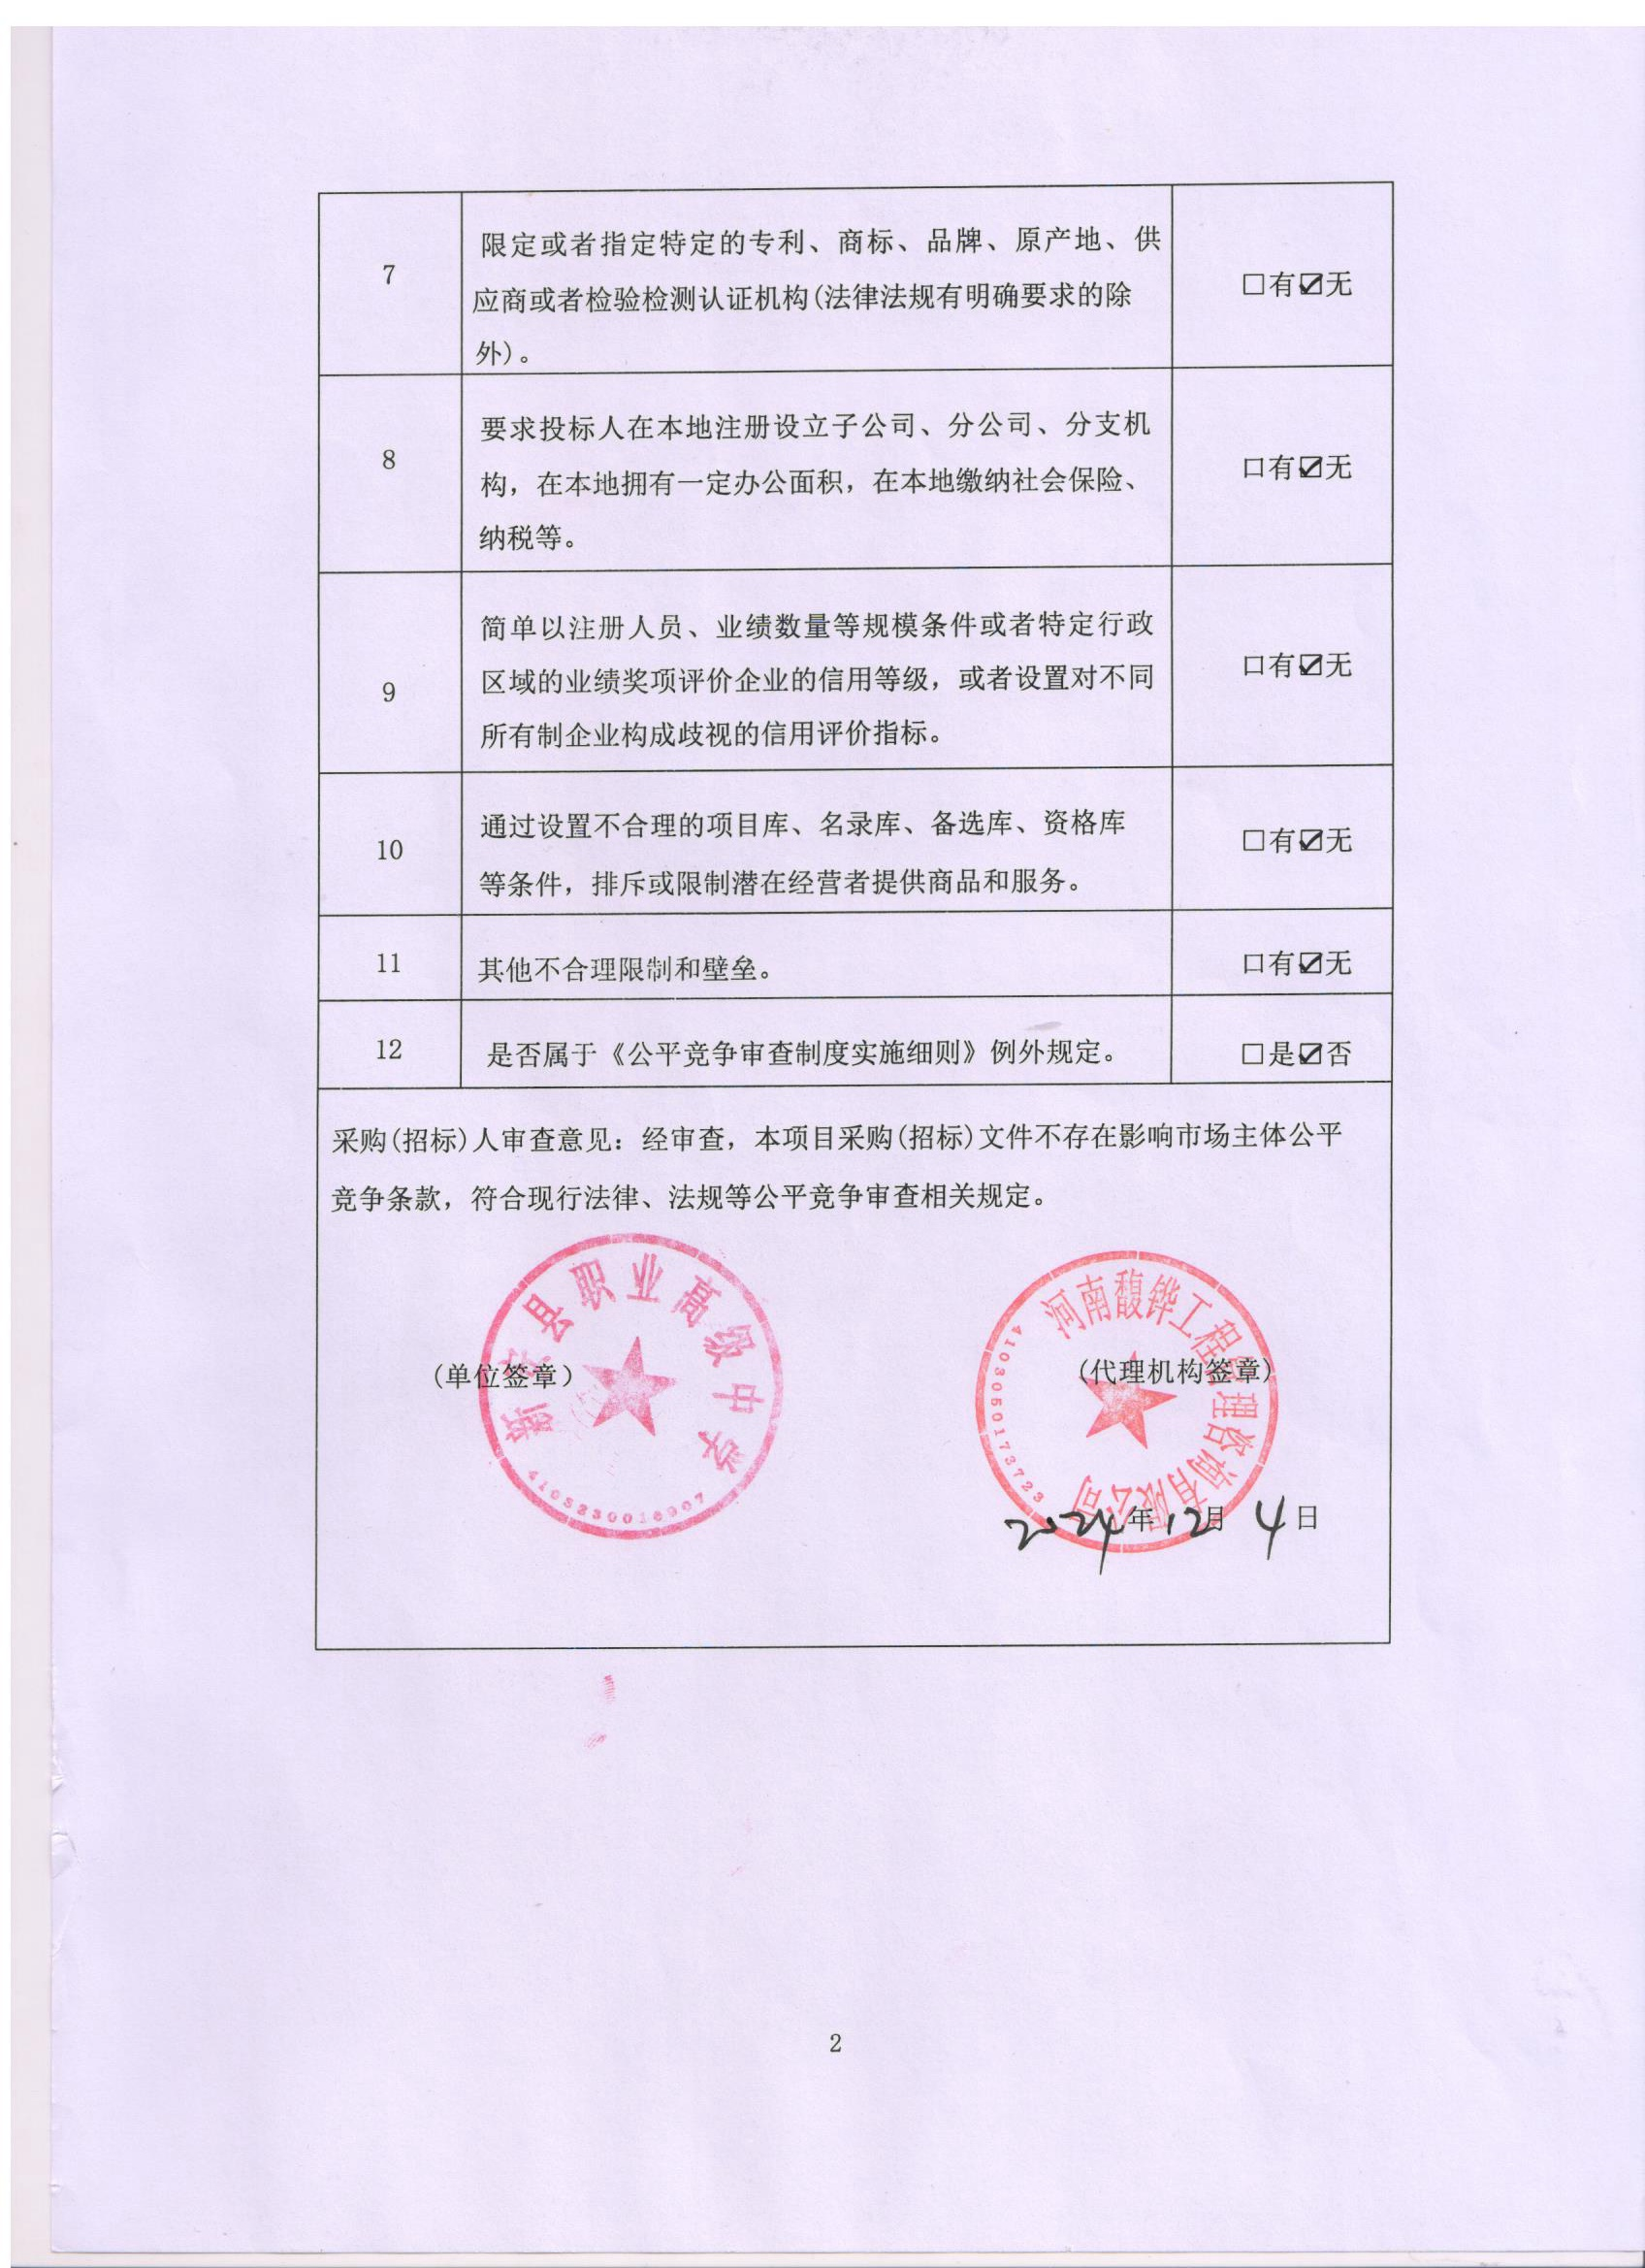 7
限定或者指定特定的专利、商标、品牌、原产地、供
应商或者检验检测认证机构(法律法规有明确要求的除
外)。
□有☑无
8
要求投标人在本地注册设立子公司、分公司、分支机
构，在本地拥有一定办公面积，在本地缴纳社会保险、
纳税等。
□有☑无
9
简单以注册人员、业绩数量等规模条件或者特定行政
区域的业绩奖项评价企业的信用等级，或者设置对不同
所有制企业构成歧视的信用评价指标。
□有☑无
10
通过设置不合理的项目库、名录库、备选库、资格库
等条件，排斥或限制潜在经营者提供商品和服务。
□有☑无
11
其他不合理限制和壁垒。
□有☑无
12
是否属于《公平竞争审查制度实施细则》例外规定。
□是☑否
采购(招标)人审查意见：经审查，本项目采购(招标)文件不存在影响市场主体公平
竞争条款，符合现行法律、法规等公平竞争审查相关规定。
县职业高级中学
(单位签章)
河南馥铧工程管理咨询有限公司
(代理机构签章)
4103050173723
2024年12月4日
2